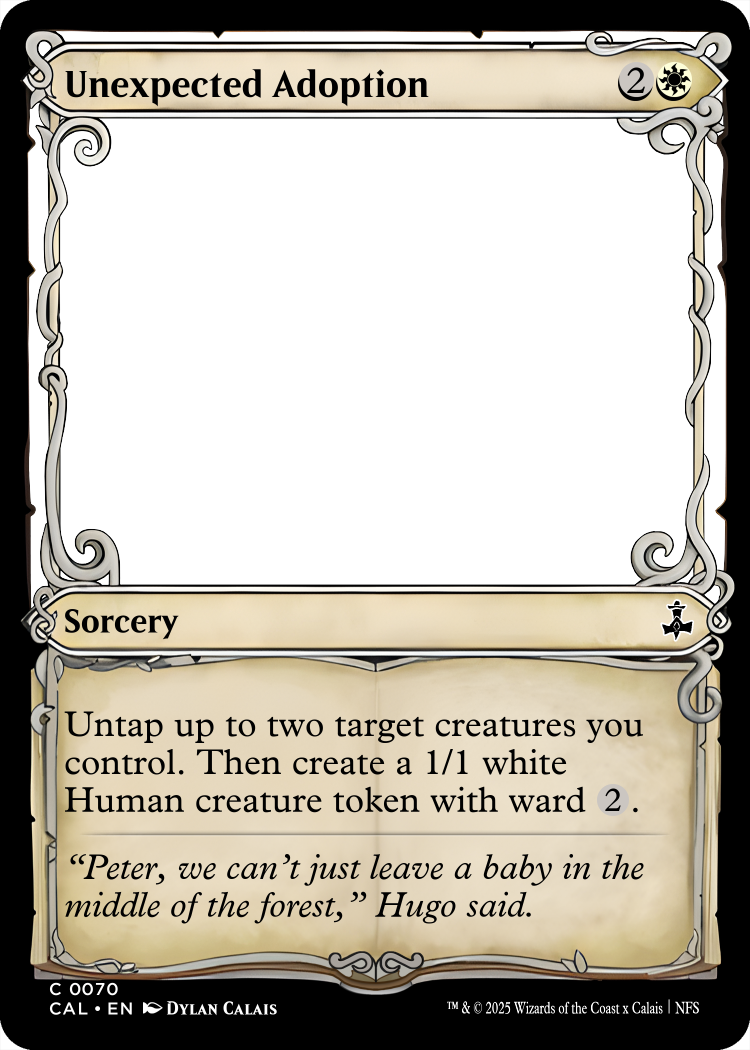 Unexpected Adoption 2
Sorcery
Untap up to two target creatures you
control. Then create a 1/1 white
Human creature token with ward 2.
“Peter, we can’t just leave a baby in the
middle of the forest,” Hugo said.
C 0070
CAL • EN Dylan Calais
™ & © 2025 Wizards of the Coast x Calais | NFS